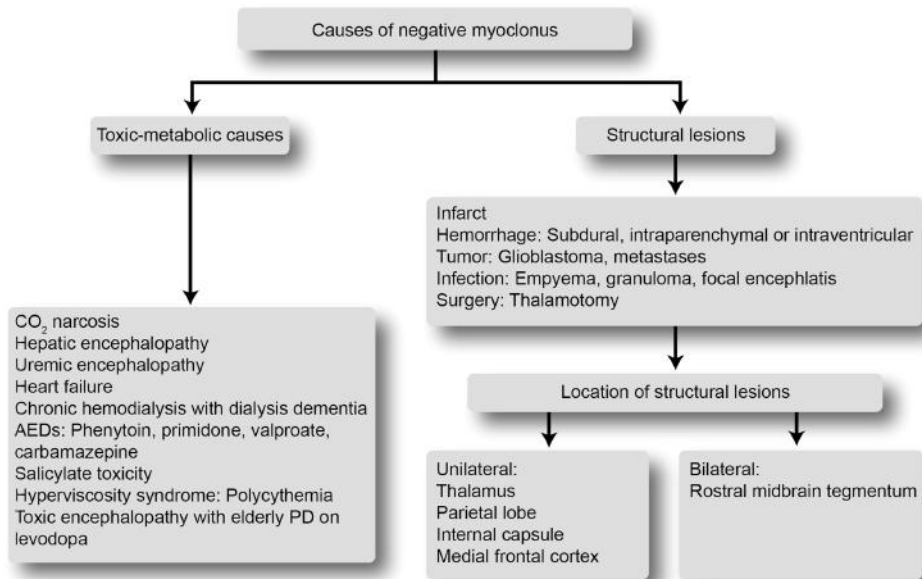 Causes of negative myoclonus
Toxic-metabolic causes
Structural lesions
Infarct
Hemorrhage: Subdural, intraparenchymal or intraventricular
Tumor: Glioblastoma, metastases
Infection: Empyema, granuloma, focal encephlatis
Surgery: Thalamotomy
CO₂ narcosis
Hepatic encephalopathy
Uremic encephalopathy
Heart failure
Chronic hemodialysis with dialysis dementia
AEDs: Phenytoin, primidone, valproate,
carbamazepine
Salicylate toxicity
Hyperviscosity syndrome: Polycythemia
Toxic encephalopathy with elderly PD on
levodopa
Location of structural lesions
Unilateral:
Thalamus
Parietal lobe
Internal capsule
Medial frontal cortex
Bilateral:
Rostral midbrain tegmentum